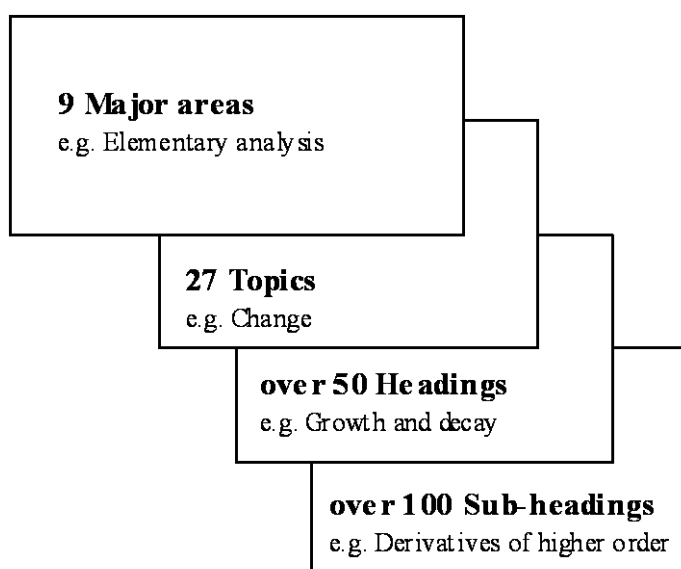 9 Major areas
e.g. Elementary analysis
27 Topics
e.g. Change
over 50 Headings
e.g. Growth and decay
over 100 Sub-headings
e.g. Derivatives of higher order